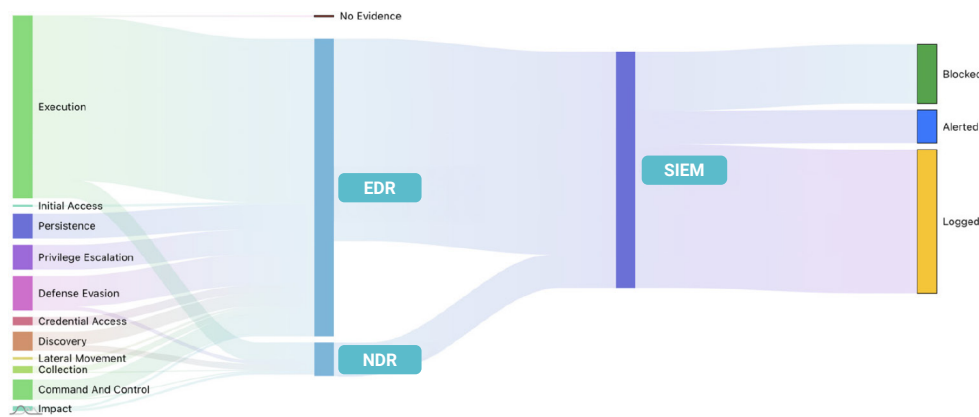 No Evidence
Execution
EDR
SIEM
Blocked
Alerted
Logged
Initial Access
Persistence
Privilege Escalation
Defense Evasion
Credential Access
Discovery
Lateral Movement
Collection
NDR
Command And Control
Impact